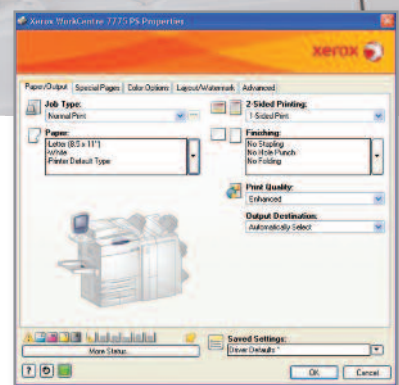 Xerox WorkCentre 7775 PS Properties
xerox
Paper/Output Special Pages Color Options Layout/Watermark Advanced
Job Type:
Normal Print
2-Sided Printing:
1-Sided Print
Paper:
-Letter (8.5 x 11")
-White
-Printer Default Type
Finishing:
No Stapling
No Hole Punch
No Folding
Print Quality:
Enhanced
Output Destination:
Automatically Select
More Status...
Saved Settings:
Driver Defaults *
?
OK Cancel